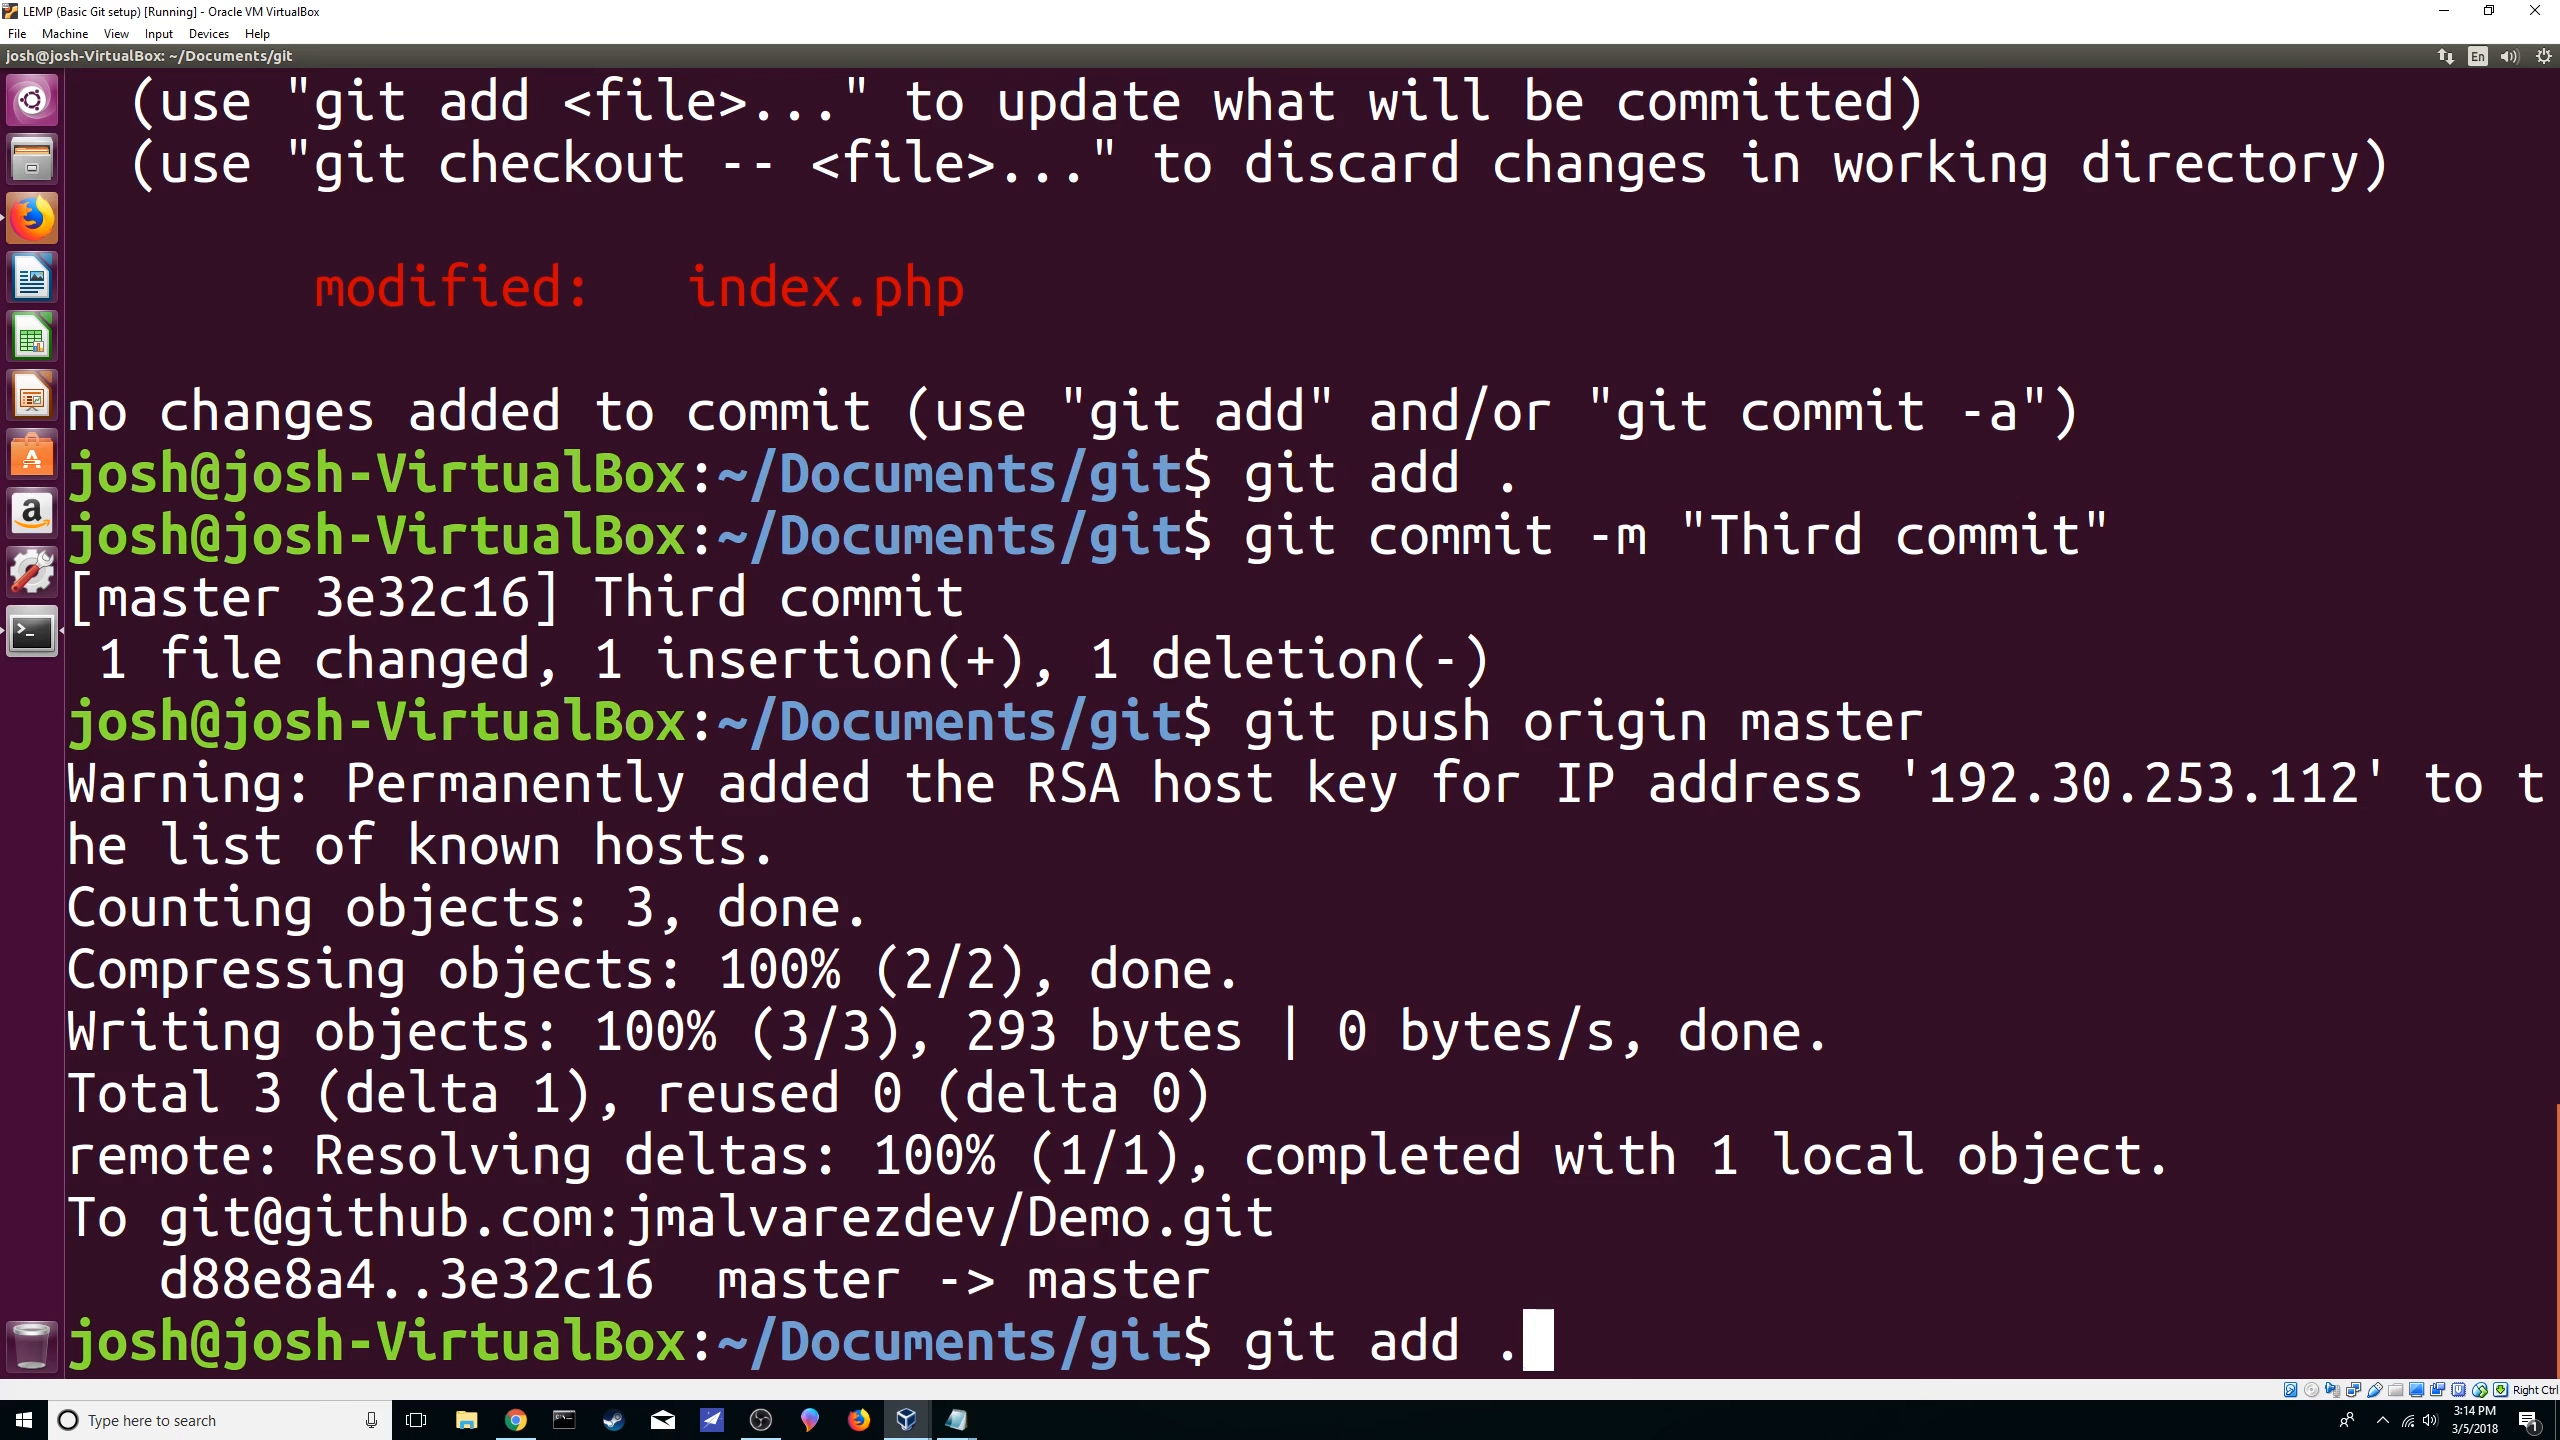 LEMP (Basic Git setup) [Running] - Oracle VM VirtualBox
File Machine View Input Devices Help
josh@josh-VirtualBox: ~/Documents/git
En
(use "git add <file>..." to update what will be committed)
(use "git checkout -- <file>..." to discard changes in working directory)
modified:   index.php
no changes added to commit (use "git add" and/or "git commit -a")
josh@josh-VirtualBox:~/Documents/git$ git add .
josh@josh-VirtualBox:~/Documents/git$ git commit -m "Third commit"
[master 3e32c16] Third commit
1 file changed, 1 insertion(+), 1 deletion(-)
josh@josh-VirtualBox:~/Documents/git$ git push origin master
Warning: Permanently added the RSA host key for IP address '192.30.253.112' to t
he list of known hosts.
Counting objects: 3, done.
Compressing objects: 100% (2/2), done.
Writing objects: 100% (3/3), 293 bytes | 0 bytes/s, done.
Total 3 (delta 1), reused 0 (delta 0)
remote: Resolving deltas: 100% (1/1), completed with 1 local object.
To git@github.com:jmalvarezdev/Demo.git
d88e8a4..3e32c16  master -> master
josh@josh-VirtualBox:~/Documents/git$ git add .
Right Ctrl
Type here to search
3:14 PM
3/5/2018
1